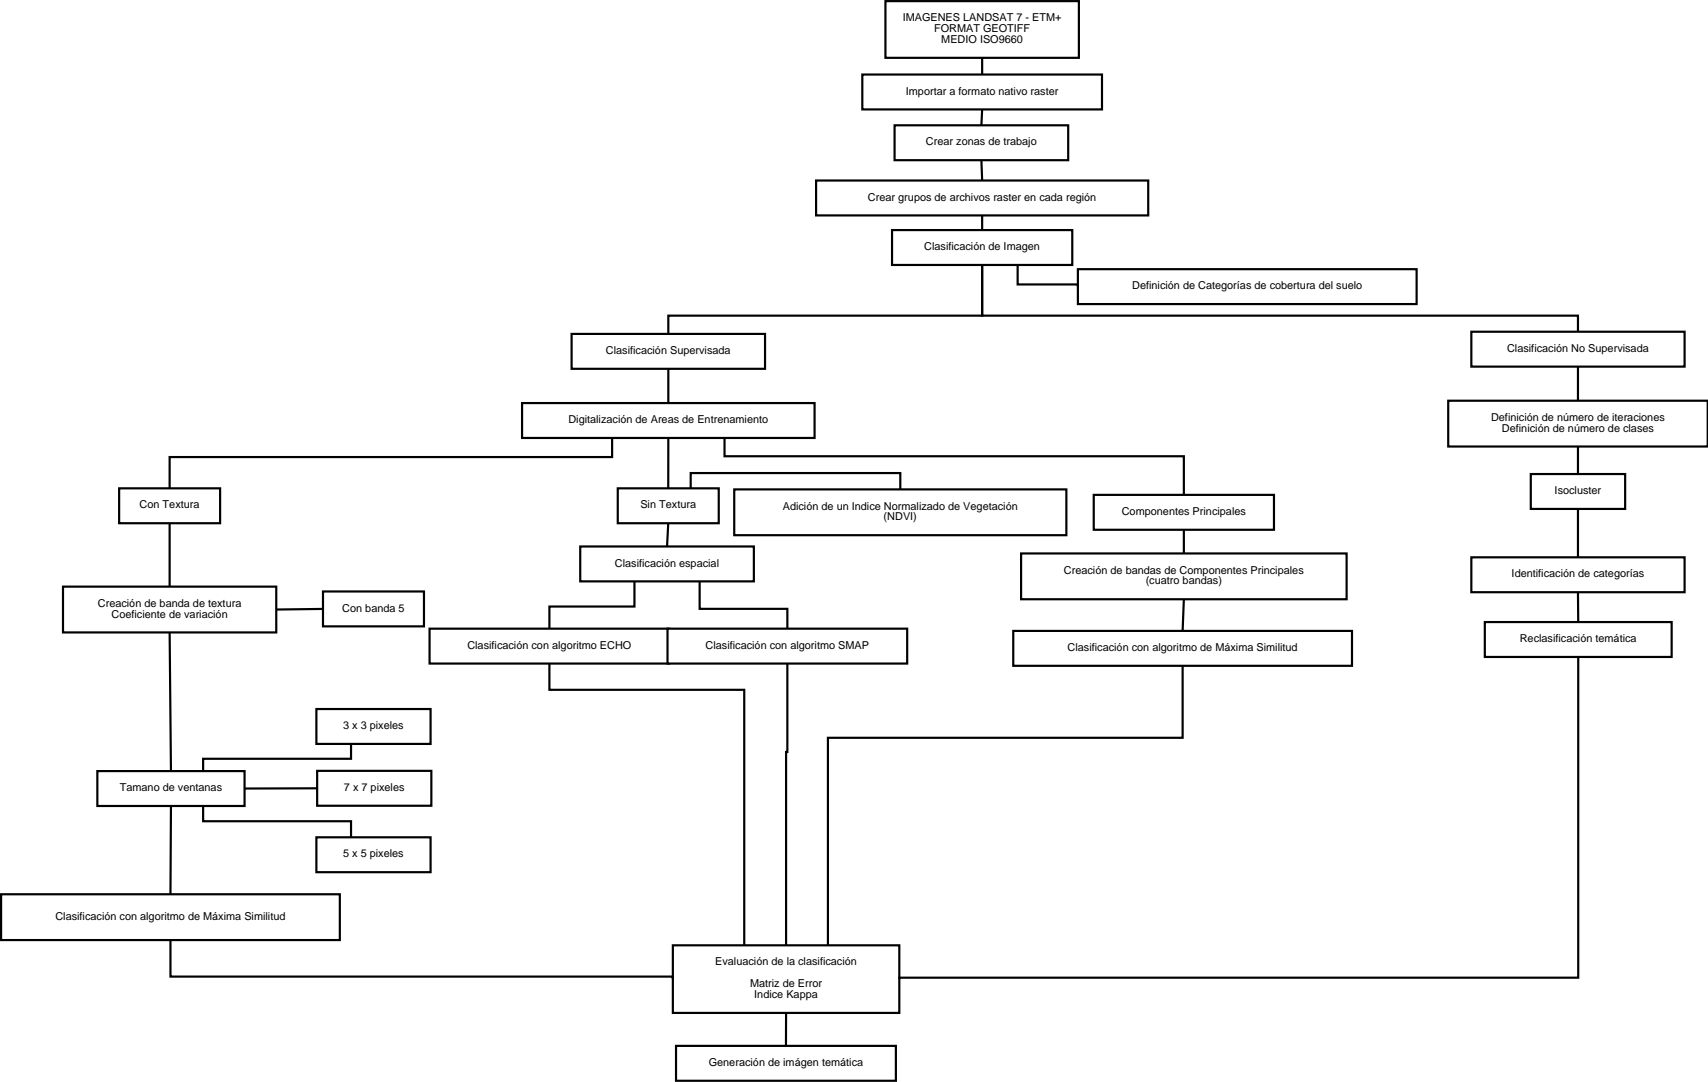 IMAGENES LANDSAT 7 - ETM+
FORMAT GEOTIFF
MEDIO ISO9660
Importar a formato nativo raster
Crear zonas de trabajo
Crear grupos de archivos raster en cada región
Clasificación de Imagen
Definición de Categorías de cobertura del suelo
Clasificación Supervisada
Clasificación No Supervisada
Digitalización de Areas de Entrenamiento
Definición de número de iteraciones
Definición de número de clases
Con Textura
Sin Textura
Adición de un Indice Normalizado de Vegetación
(NDVI)
Componentes Principales
Isocluster
Clasificación espacial
Creación de bandas de Componentes Principales
(cuatro bandas)
Identificación de categorías
Creación de banda de textura
Coeficiente de variación
Con banda 5
Clasificación con algoritmo ECHO
Clasificación con algoritmo SMAP
Clasificación con algoritmo de Máxima Similitud
Reclasificación temática
3 x 3 pixeles
Tamano de ventanas
7 x 7 pixeles
5 x 5 pixeles
Clasificación con algoritmo de Máxima Similitud
Evaluación de la clasificación
Matriz de Error
Indice Kappa
Generación de imágen temática